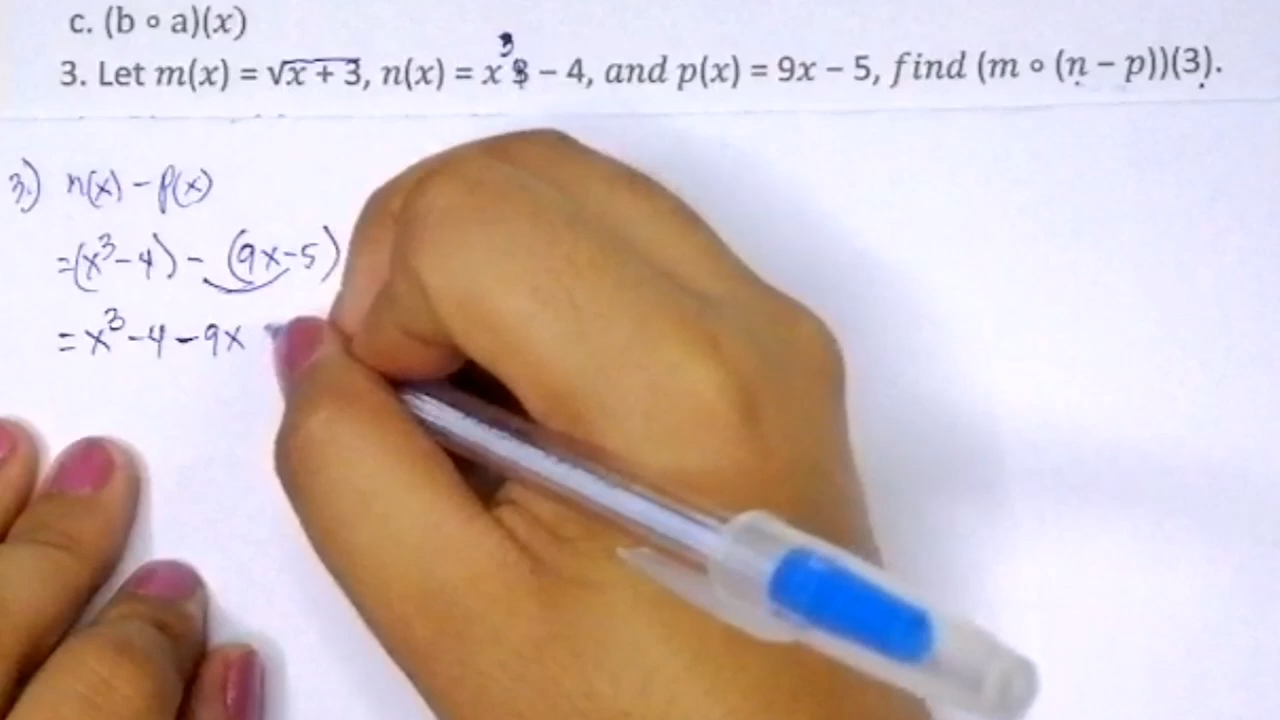 c. (b ∘ a)(x)
3. Let m(x) = √x + 3, n(x) = x³ – 4, and p(x) = 9x – 5, find (m ∘ (n – p))(3).
3.) n(x) – p(x)
= (x³ – 4) – (9x – 5)
= x³ – 4 – 9x